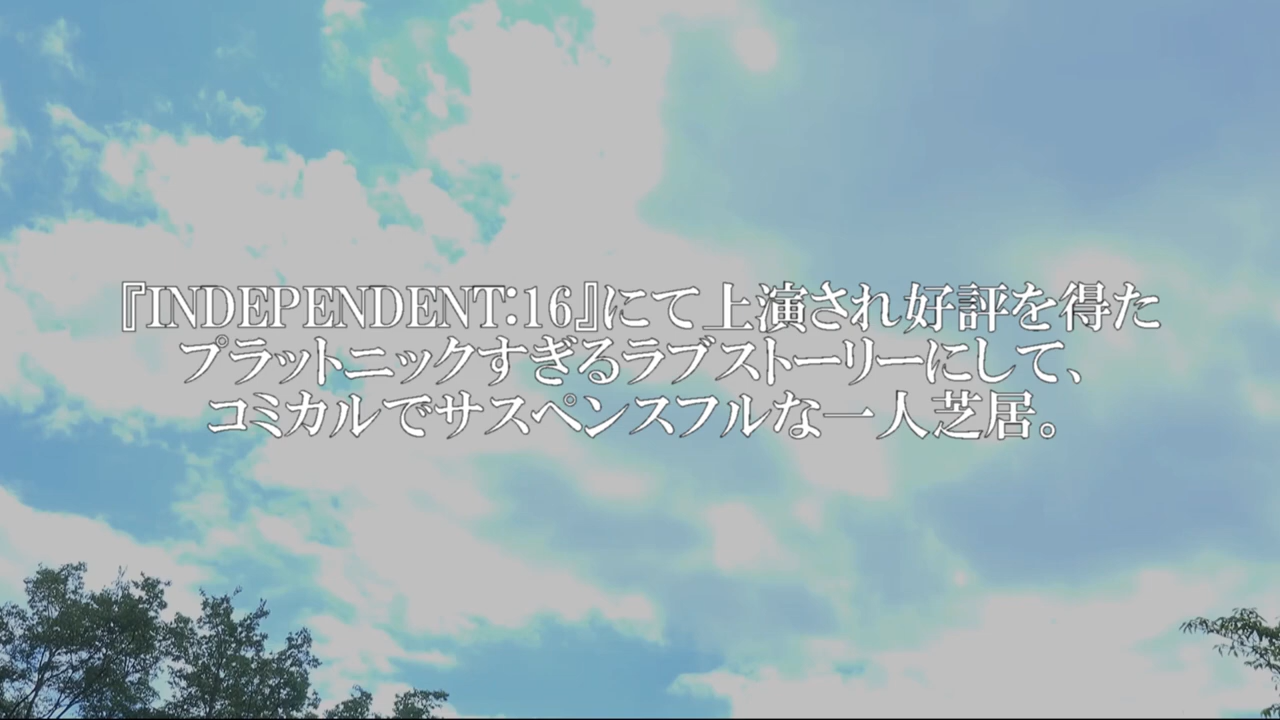 『INDEPENDENT:16』にて上演され好評を得た
プラットニックすぎるラブストーリーにして、
コミカルでサスペンスフルな一人芝居。